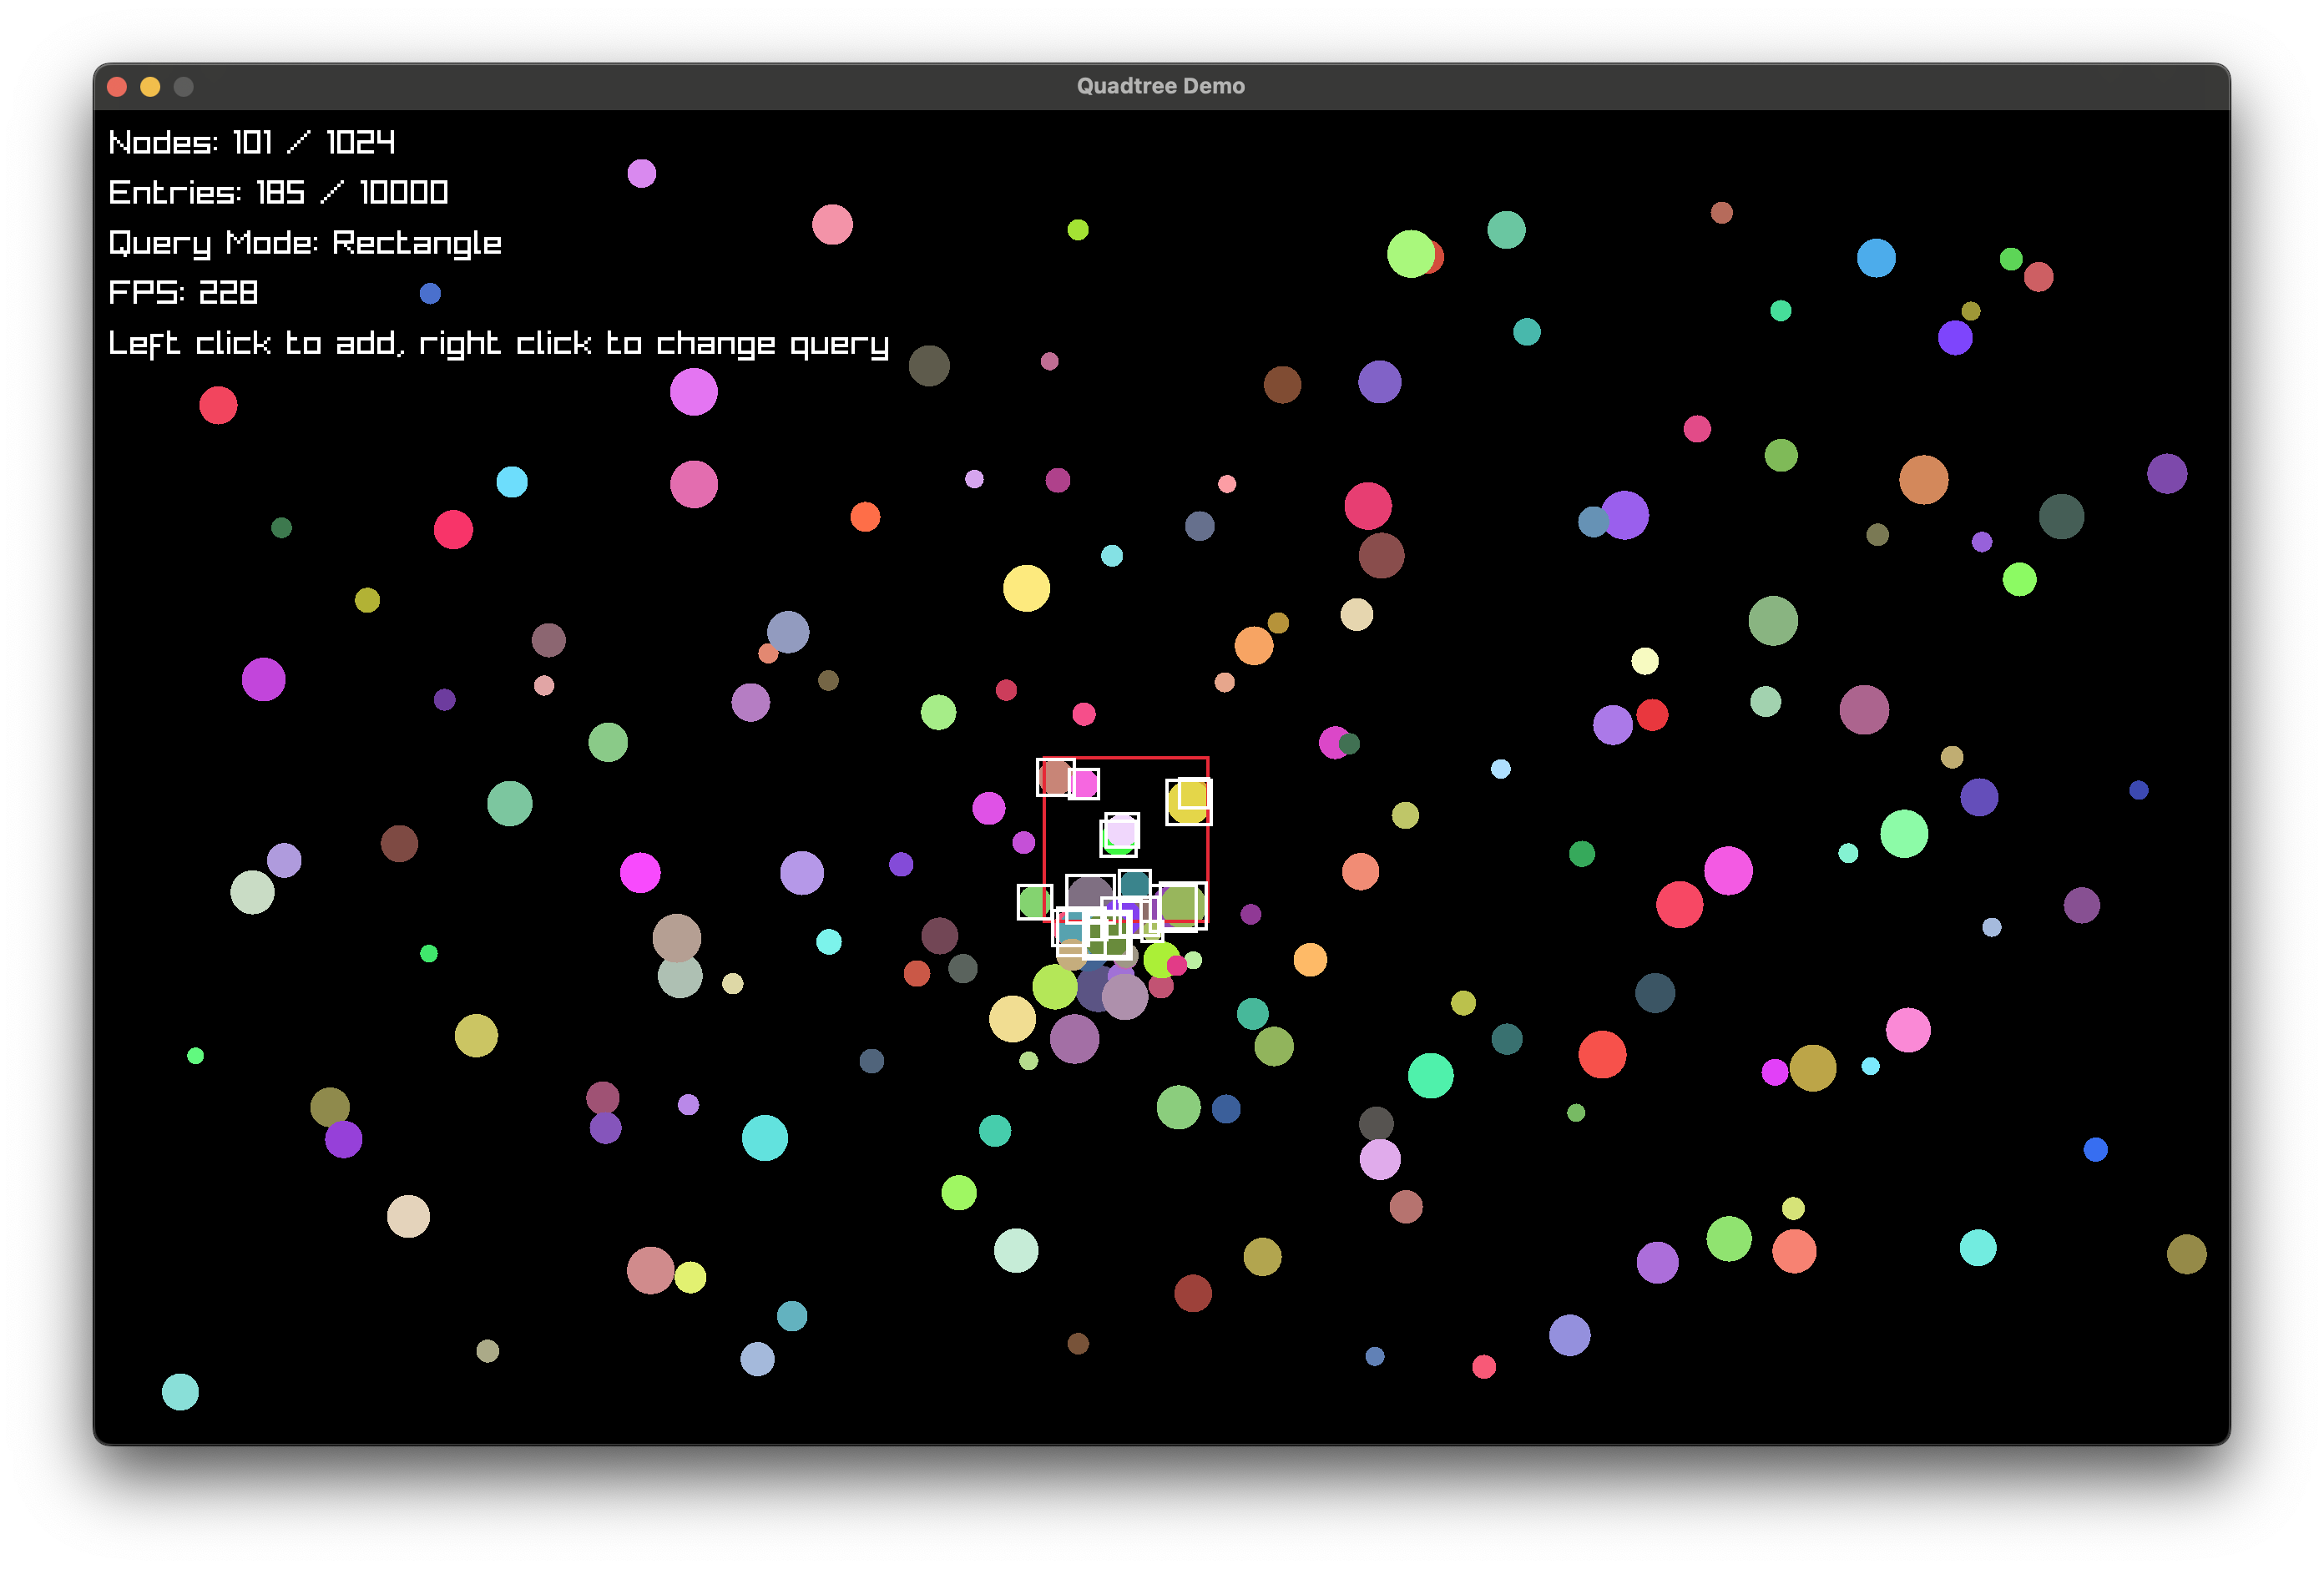 Quadtree Demo
Nodes: 101 / 1024
Entries: 185 / 10000
Query Mode: Rectangle
FPS: 228
Left click to add, right click to change query